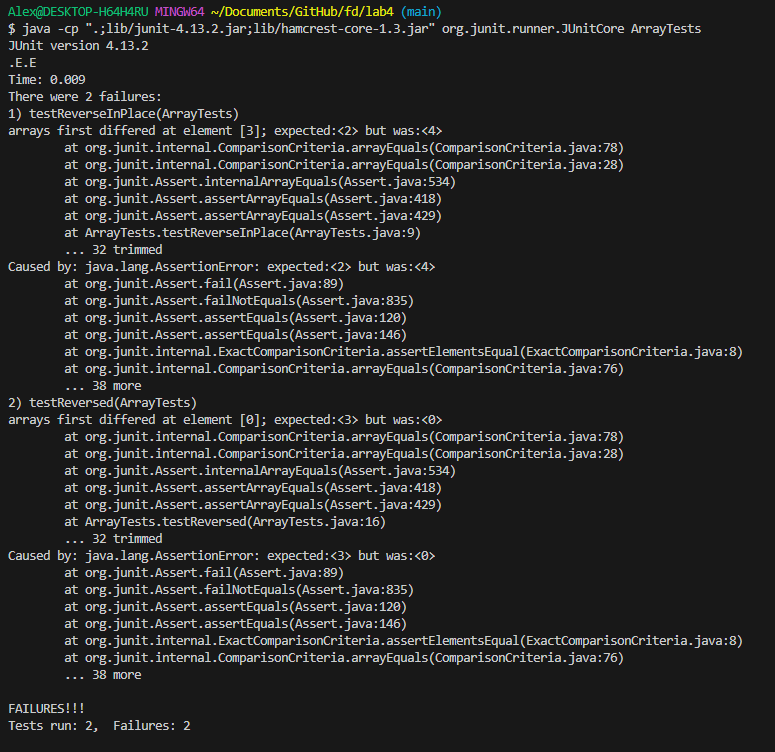 Alex@DESKTOP-H64H4RU MINGW64 ~/Documents/GitHub/fd/lab4 (main)
$ java -cp ".;lib/junit-4.13.2.jar;lib/hamcrest-core-1.3.jar" org.junit.runner.JUnitCore ArrayTests
JUnit version 4.13.2
.E.E
Time: 0.009
There were 2 failures:
1) testReverseInPlace(ArrayTests)
arrays first differed at element [3]; expected:<2> but was:<4>
        at org.junit.internal.ComparisonCriteria.arrayEquals(ComparisonCriteria.java:78)
        at org.junit.internal.ComparisonCriteria.arrayEquals(ComparisonCriteria.java:28)
        at org.junit.Assert.internalArrayEquals(Assert.java:534)
        at org.junit.Assert.assertArrayEquals(Assert.java:418)
        at org.junit.Assert.assertArrayEquals(Assert.java:429)
        at ArrayTests.testReverseInPlace(ArrayTests.java:9)
        ... 32 trimmed
Caused by: java.lang.AssertionError: expected:<2> but was:<4>
        at org.junit.Assert.fail(Assert.java:89)
        at org.junit.Assert.failNotEquals(Assert.java:835)
        at org.junit.Assert.assertEquals(Assert.java:120)
        at org.junit.Assert.assertEquals(Assert.java:146)
        at org.junit.internal.ExactComparisonCriteria.assertElementsEqual(ExactComparisonCriteria.java:8)
        at org.junit.internal.ComparisonCriteria.arrayEquals(ComparisonCriteria.java:76)
        ... 38 more
2) testReversed(ArrayTests)
arrays first differed at element [0]; expected:<3> but was:<0>
        at org.junit.internal.ComparisonCriteria.arrayEquals(ComparisonCriteria.java:78)
        at org.junit.internal.ComparisonCriteria.arrayEquals(ComparisonCriteria.java:28)
        at org.junit.Assert.internalArrayEquals(Assert.java:534)
        at org.junit.Assert.assertArrayEquals(Assert.java:418)
        at org.junit.Assert.assertArrayEquals(Assert.java:429)
        at ArrayTests.testReversed(ArrayTests.java:16)
        ... 32 trimmed
Caused by: java.lang.AssertionError: expected:<3> but was:<0>
        at org.junit.Assert.fail(Assert.java:89)
        at org.junit.Assert.failNotEquals(Assert.java:835)
        at org.junit.Assert.assertEquals(Assert.java:120)
        at org.junit.Assert.assertEquals(Assert.java:146)
        at org.junit.internal.ExactComparisonCriteria.assertElementsEqual(ExactComparisonCriteria.java:8)
        at org.junit.internal.ComparisonCriteria.arrayEquals(ComparisonCriteria.java:76)
        ... 38 more

FAILURES!!!
Tests run: 2,  Failures: 2